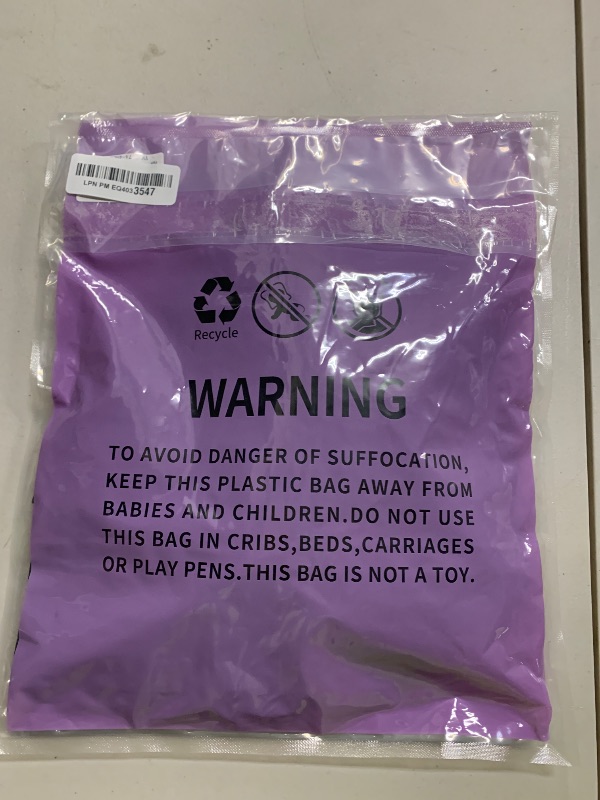 LPN PM EQ4033547
Recycle
WARNING
TO AVOID DANGER OF SUFFOCATION,
KEEP THIS PLASTIC BAG AWAY FROM
BABIES AND CHILDREN.DO NOT USE
THIS BAG IN CRIBS,BEDS,CARRIAGES
OR PLAY PENS.THIS BAG IS NOT A TOY.